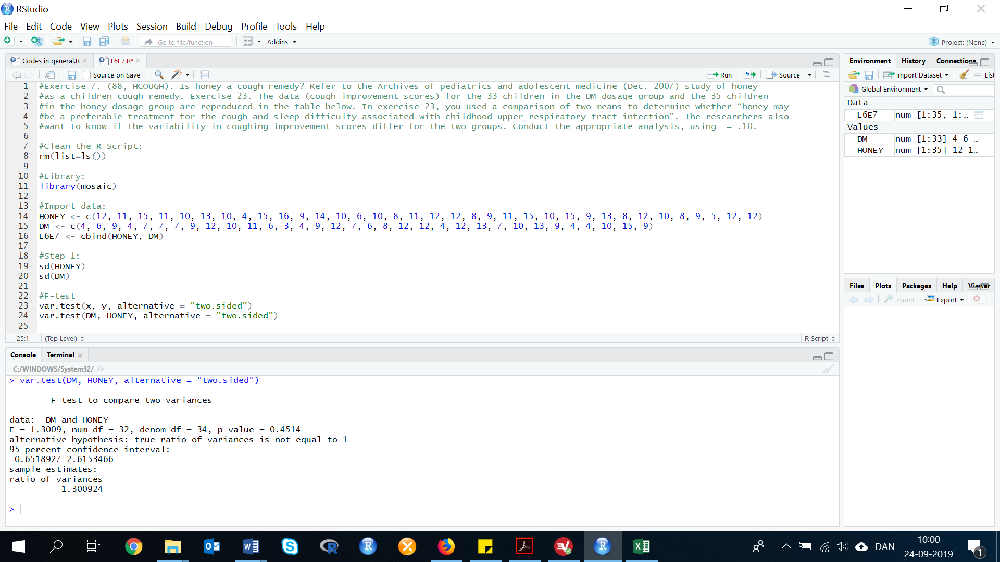 RStudio
File Edit Code View Plots Session Build Debug Profile Tools Help
Go to file/function Addins Project: (None)
Codes in general.R L6E7.R*
Source on Save Run Source
1 #Exercise 7. (88, HCOUGH). Is honey a cough remedy? Refer to the Archives of pediatrics and adolescent medicine (Dec. 2007) study of honey
2 #as a children cough remedy. Exercise 23. The data (cough improvement scores) for the 33 children in the DM dosage group and the 35 children
3 #in the honey dosage group are reproduced in the table below. In exercise 23, you used a comparison of two means to determine whether “honey may
4 #be a preferable treatment for the cough and sleep difficulty associated with childhood upper respiratory tract infection”. The researchers also
5 #want to know if the variability in coughing improvement scores differ for the two groups. Conduct the appropriate analysis, using  = .10.
6
7 #Clean the R Script:
8 rm(list=ls())
9
10 #Library:
11 library(mosaic)
12
13 #Import data:
14 HONEY <- c(12, 11, 15, 11, 10, 13, 10, 4, 15, 16, 9, 14, 10, 6, 10, 8, 11, 12, 12, 8, 9, 11, 15, 10, 15, 9, 13, 8, 12, 10, 8, 9, 5, 12, 12)
15 DM <- c(4, 6, 9, 4, 7, 7, 7, 9, 12, 10, 11, 6, 3, 4, 9, 12, 7, 6, 8, 12, 12, 4, 12, 13, 7, 10, 13, 9, 4, 4, 10, 15, 9)
16 L6E7 <- cbind(HONEY, DM)
17
18 #Step 1:
19 sd(HONEY)
20 sd(DM)
21
22 #F-test
23 var.test(x, y, alternative = "two.sided")
24 var.test(DM, HONEY, alternative = "two.sided")
25
25:1 (Top Level) R Script
Console Terminal
C:/WINDOWS/System32/
> var.test(DM, HONEY, alternative = "two.sided")
F test to compare two variances
data:  DM and HONEY
F = 1.3009, num df = 32, denom df = 34, p-value = 0.4514
alternative hypothesis: true ratio of variances is not equal to 1
95 percent confidence interval:
0.6518927 2.6153466
sample estimates:
ratio of variances
1.300924
>
Environment History Connections
Import Dataset List
Global Environment
Data
L6E7 num [1:35, 1:…
Values
DM num [1:33] 4 6 …
HONEY num [1:35] 12 1…
Files Plots Packages Help Viewer
Zoom Export
DAN
10:00
24-09-2019
1